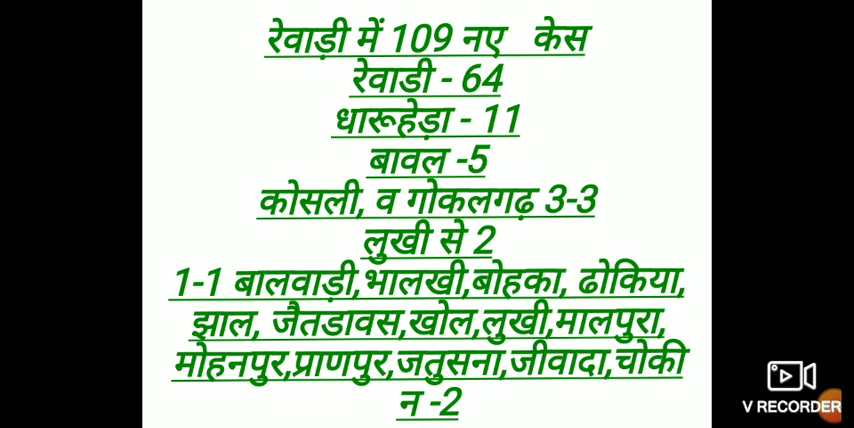 रेवाड़ी में 109 नए केस
रेवाडी - 64
धारूहेड़ा - 11
बावल -5
कोसली, व गोकलगढ़ 3-3
लुखी से 2
1-1 बालवाड़ी,भालखी,बोहका, ढोकिया,
झाल, जैतडावस,खोल,लुखी,मालपुरा,
मोहनपुर,प्राणपुर,जतुसना,जीवादा,चोकी
न -2
V RECORDER